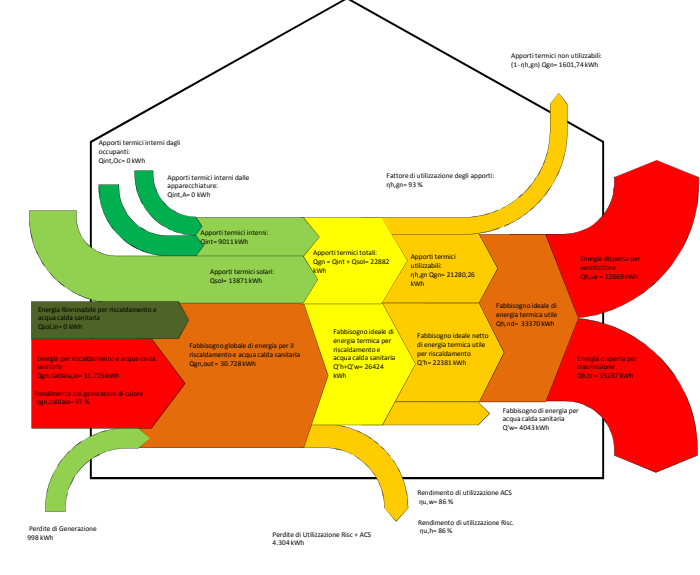 Apporti termici non utilizzabili:
(1- ηh,gn) Qgn= 1601,74 kWh
Apporti termici interni dagli
occupanti:
Qint,Oc= 0 kWh
Apporti termici interni dalle
apparecchiature:
Qint,A= 0 kWh
Fattore di utilizzazione degli apporti:
ηh,gn= 93 %
Apporti termici interni:
Qint= 9011 kWh
Apporti termici solari:
Qsol= 13871 kWh
Apporti termici totali:
Qgn = Qint + Qsol= 22882
kWh
Apporti termici
utilizzabili:
ηh,gn Qgn= 21280,26
kWh
Energia dispersa per
ventilazione
Energia Rinnovabile per riscaldamento e
acqua calda sanitaria
Qsol,in= 0 kWh
Fabbisogno ideale di
energia termica utile
Qh,nd= 33370 kWh
Fabbisogno globale di energia per il
riscaldamento e acqua calda sanitaria
Qgn,out = 30.728 kWh
Fabbisogno ideale di
energia termica per
riscaldamento e
acqua calda sanitaria
Q'h+Q'w= 26424
kWh
Fabbisogno ideale netto
di energia termica utile
per riscaldamento
Q'h= 22381 kWh
Energia per riscaldamento e acqua calda
sanitaria
Qgn,caldaia,in= 31.726 kWh
Rendimento del generatore di calore
ηgn,caldaia=97 %
Energia dispersa per
trasmissione
Qh,tr= 35287 kWh
Fabbisogno di energia per
acqua calda sanitaria
Q'w= 4043 kWh
Rendimento di utilizzazione ACS
ηu,w= 86 %
Rendimento di utilizzazione Risc.
ηu,h= 86 %
Perdite di Generazione
998 kWh
Perdite di Utilizzazione Risc + ACS
4.304 kWh